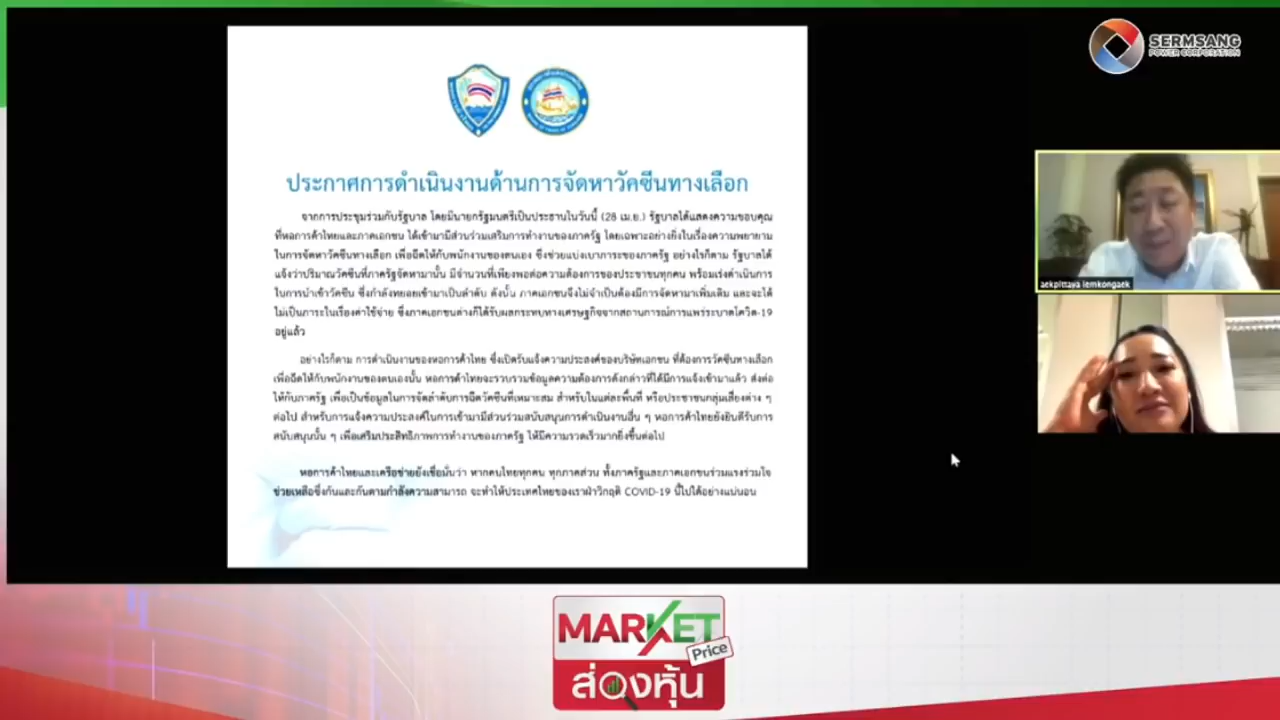 SERMSANG
POWER CORPORATION
ประกาศการดำเนินงานด้านการจัดหาวัคซีนทางเลือก
จากการประชุมร่วมกับรัฐบาล โดยมีนายกรัฐมนตรีเป็นประธานในวันนี้ (28 เม.ย.) รัฐบาลได้แสดงความขอบคุณ
ที่หอการค้าไทยและภาคเอกชน ได้เข้ามามีส่วนร่วมเสริมการทำงานของภาครัฐ โดยเฉพาะอย่างยิ่งในเรื่องความพยายาม
ในการจัดหาวัคซีนทางเลือก เพื่อฉีดให้กับพนักงานของตนเอง ซึ่งช่วยแบ่งเบาภาระของภาครัฐ อย่างไรก็ตาม รัฐบาลได้
แจ้งว่าปริมาณวัคซีนที่ภาครัฐจัดหามานั้น มีจำนวนที่เพียงพอต่อความต้องการของประชาชนทุกคน พร้อมเร่งดำเนินการ
ในการนำเข้าวัคซีน ซึ่งกำลังทยอยเข้ามาเป็นลำดับ ดังนั้น ภาคเอกชนจึงไม่จำเป็นต้องมีการจัดหามาเพิ่มเติม และจะได้
ไม่เป็นภาระในเรื่องค่าใช้จ่าย ซึ่งภาคเอกชนต่างก็ได้รับผลกระทบทางเศรษฐกิจจากสถานการณ์การแพร่ระบาดโควิด-19
อยู่แล้ว
อย่างไรก็ตาม การดำเนินงานของหอการค้าไทย ซึ่งเปิดรับแจ้งความประสงค์ของบริษัทเอกชน ที่ต้องการวัคซีนทางเลือก
เพื่อฉีดให้กับพนักงานของตนเองนั้น หอการค้าไทยจะรวบรวมข้อมูลความต้องการดังกล่าวที่ได้มีการแจ้งเข้ามาแล้ว ส่งต่อ
ให้กับภาครัฐ เพื่อเป็นข้อมูลในการจัดลำดับการฉีดวัคซีนที่เหมาะสม สำหรับในแต่ละพื้นที่ หรือประชาชนกลุ่มเสี่ยงต่าง ๆ
ต่อไป สำหรับการแจ้งความประสงค์ในการเข้ามามีส่วนร่วมสนับสนุนการดำเนินงานอื่น ๆ หอการค้าไทยยังยินดีรับการ
สนับสนุนนั้น ๆ เพื่อเสริมประสิทธิภาพการทำงานของภาครัฐ ให้มีความรวดเร็วมากยิ่งขึ้นต่อไป
หอการค้าไทยและเครือข่ายยังเชื่อมั่นว่า หากคนไทยทุกคน ทุกภาคส่วน ทั้งภาครัฐและภาคเอกชนร่วมแรงร่วมใจ
ช่วยเหลือซึ่งกันและกันตามกำลังความสามารถ จะทำให้ประเทศไทยของเราฝ่าวิกฤติ COVID-19 นี้ไปได้อย่างแน่นอน
aekpittaya iemkongaek
MARKET
Price
ส่องหุ้น